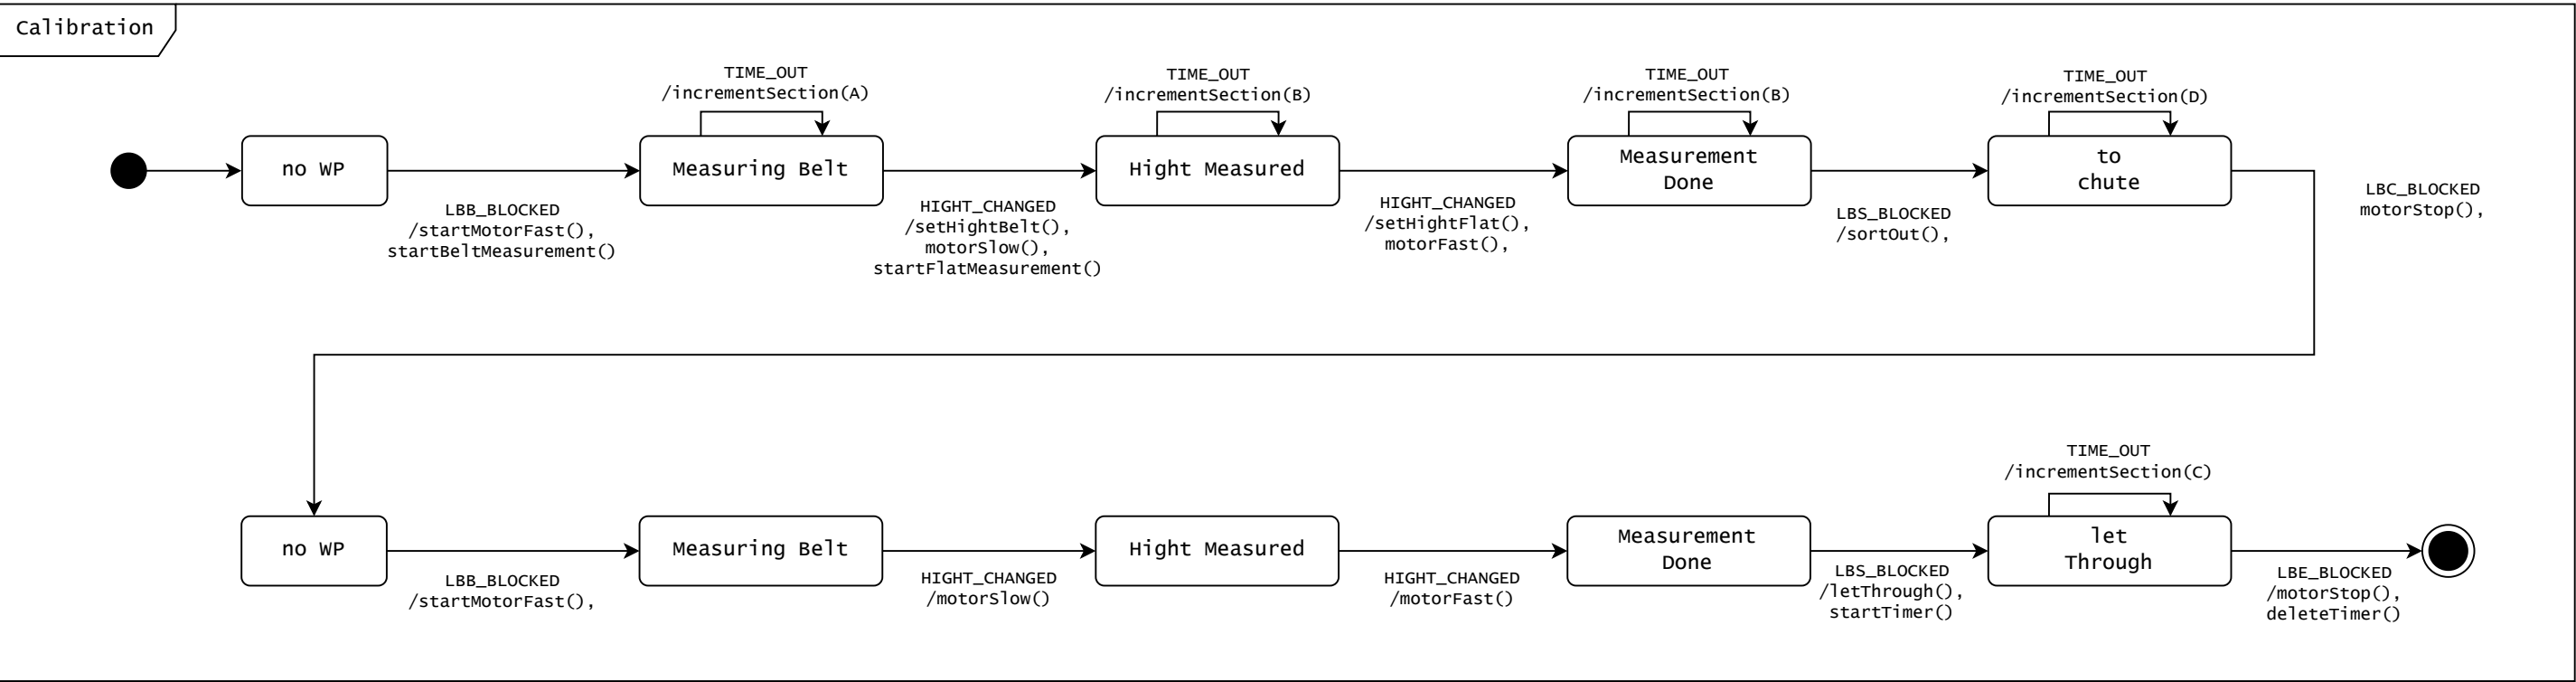 Calibration
TIME_OUT
/incrementSection(A)
TIME_OUT
/incrementSection(B)
TIME_OUT
/incrementSection(B)
TIME_OUT
/incrementSection(D)
no WP
Measuring Belt
Hight Measured
Measurement
Done
to
chute
LBB_BLOCKED
/startMotorFast(),
startBeltMeasurement()
HIGHT_CHANGED
/setHightBelt(),
motorSlow(),
startFlatMeasurement()
HIGHT_CHANGED
/setHightFlat(),
motorFast(),
LBS_BLOCKED
/sortOut(),
LBC_BLOCKED
motorStop(),
TIME_OUT
/incrementSection(C)
no WP
Measuring Belt
Hight Measured
Measurement
Done
let
Through
LBB_BLOCKED
/startMotorFast(),
HIGHT_CHANGED
/motorSlow()
HIGHT_CHANGED
/motorFast()
LBS_BLOCKED
/letThrough(),
startTimer()
LBE_BLOCKED
/motorStop(),
deleteTimer()